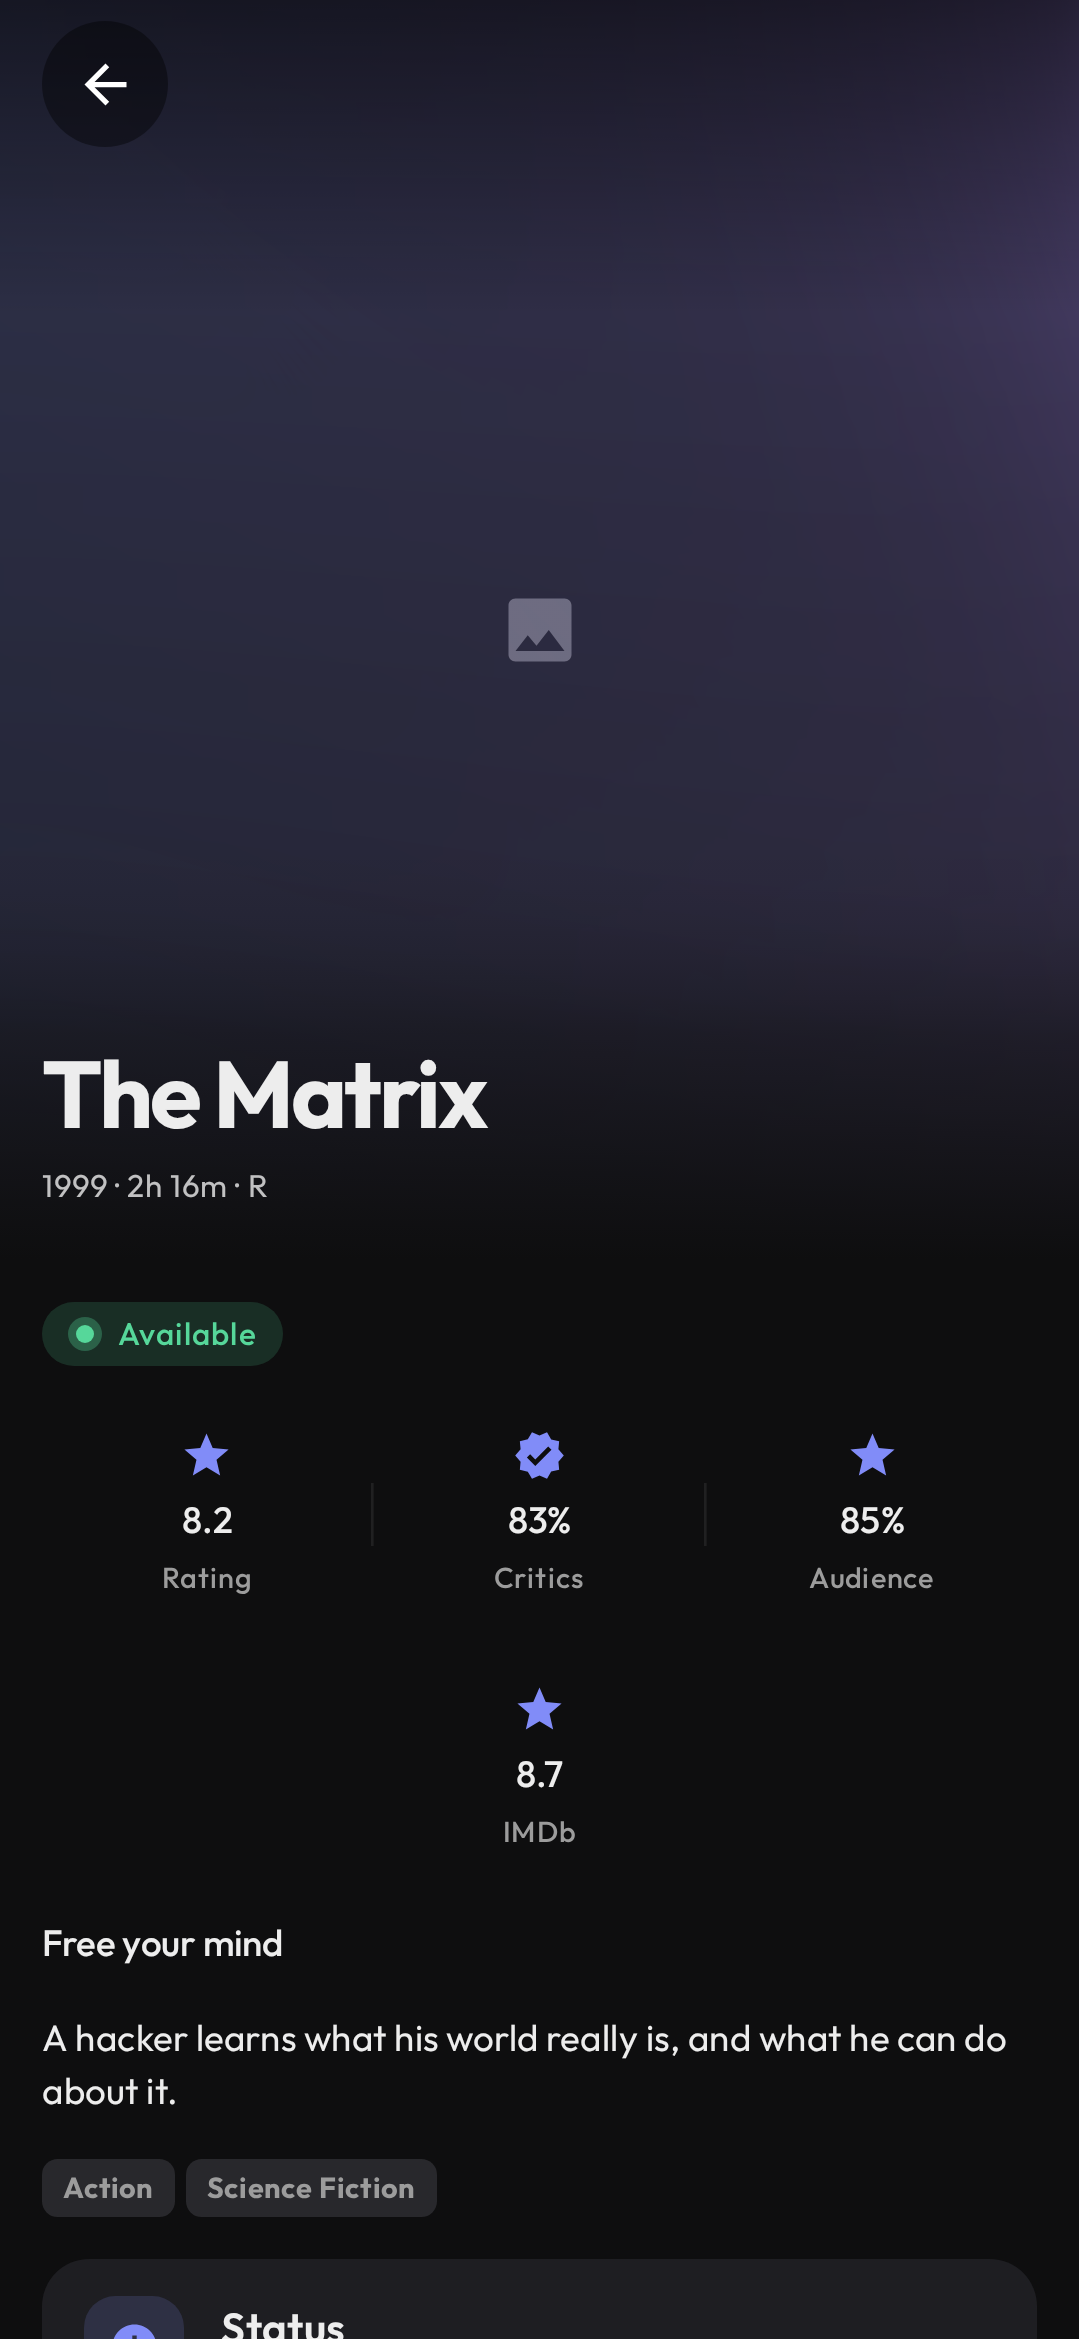 The Matrix
1999 · 2h 16m · R
Available
8.2
83%
85%
Rating
Critics
Audience
8.7
IMDb
Free your mind
A hacker learns what his world really is, and what he can do
about it.
Action
Science Fiction
Status